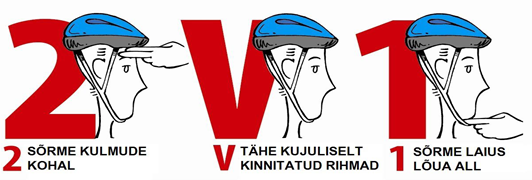 2 V 1
2 SÕRME KULMUDE
KOHAL
V TÄHE KUJULISELT
KINNITATUD RIHMAD
1 SÕRME LAIUS
LÕUA ALL